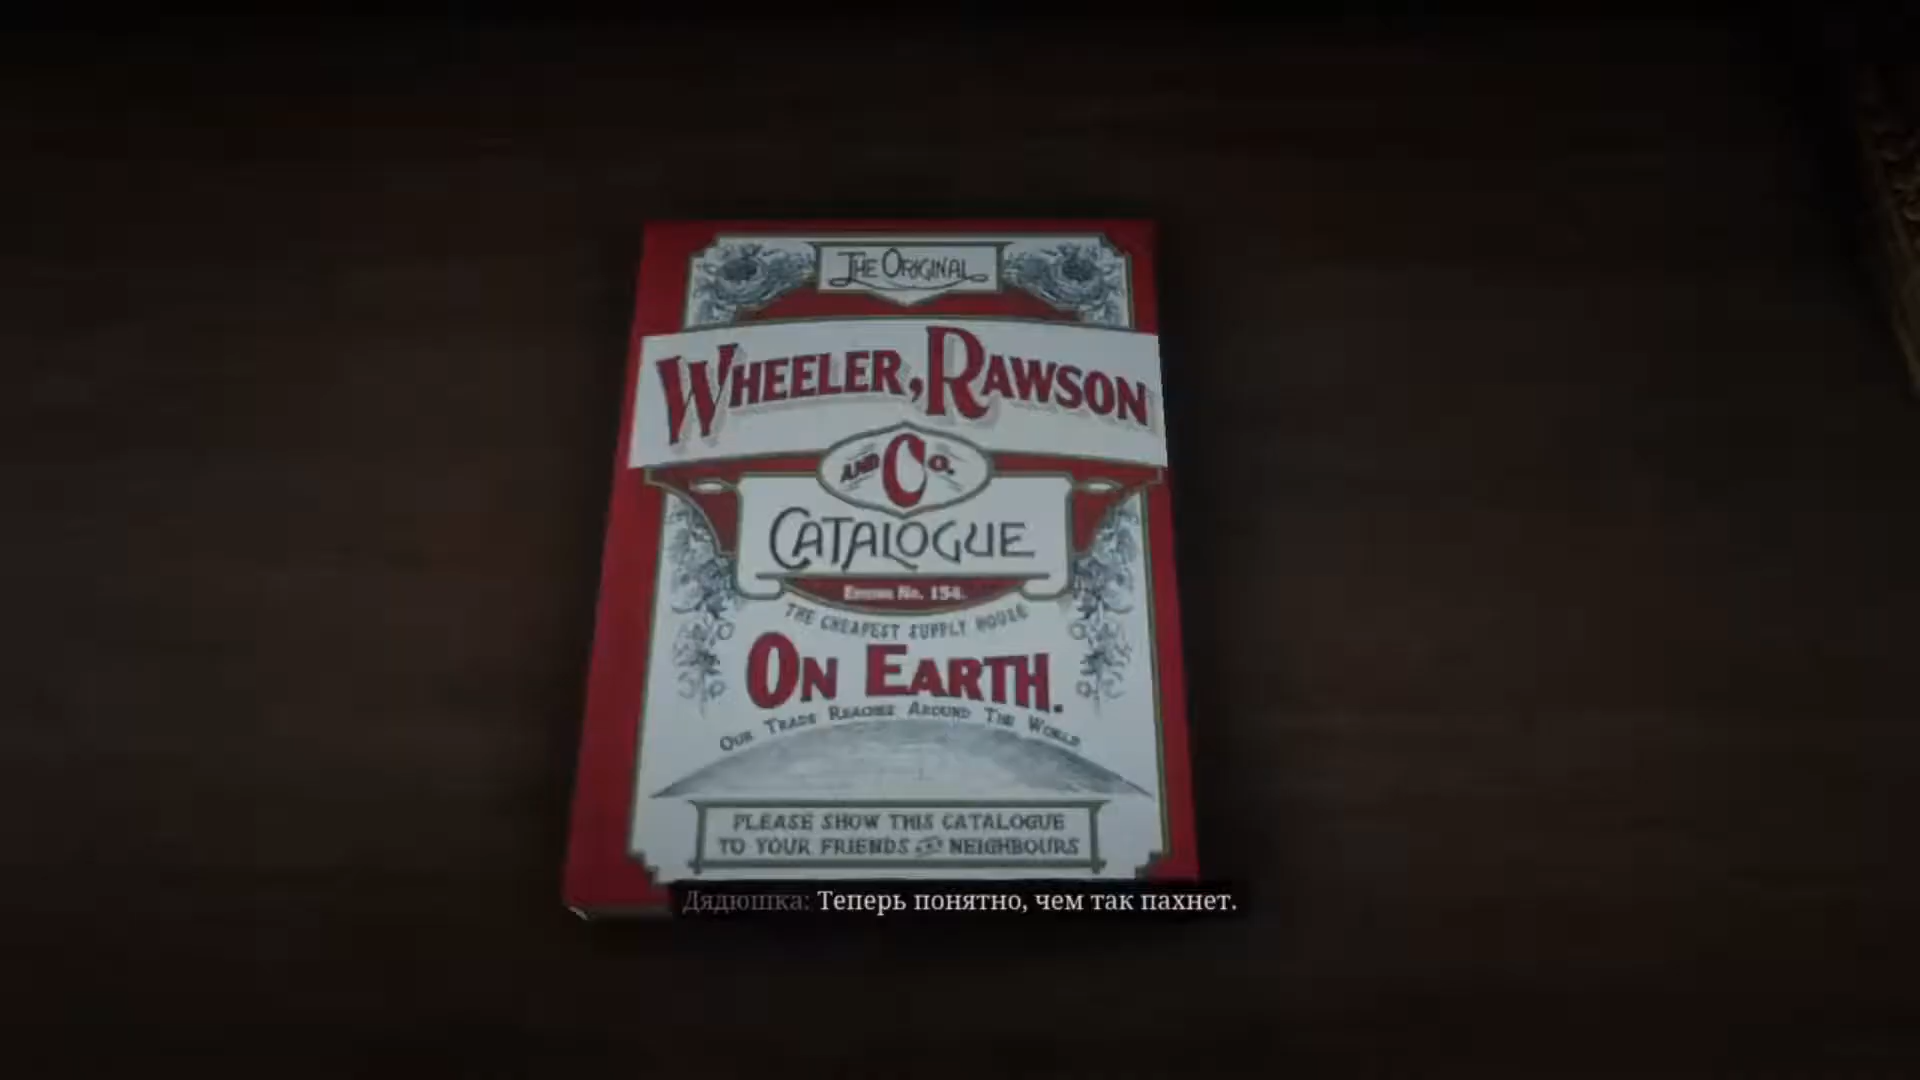 THE ORIGINAL
WHEELER, RAWSON
AND CO.
CATALOGUE
EDITION No. 154.
THE CHEAPEST SUPPLY HOUSE
ON EARTH.
OUR TRADE REACHES AROUND THE WORLD
PLEASE SHOW THIS CATALOGUE
TO YOUR FRIENDS AND NEIGHBOURS
Дядюшка: Теперь понятно, чем так пахнет.